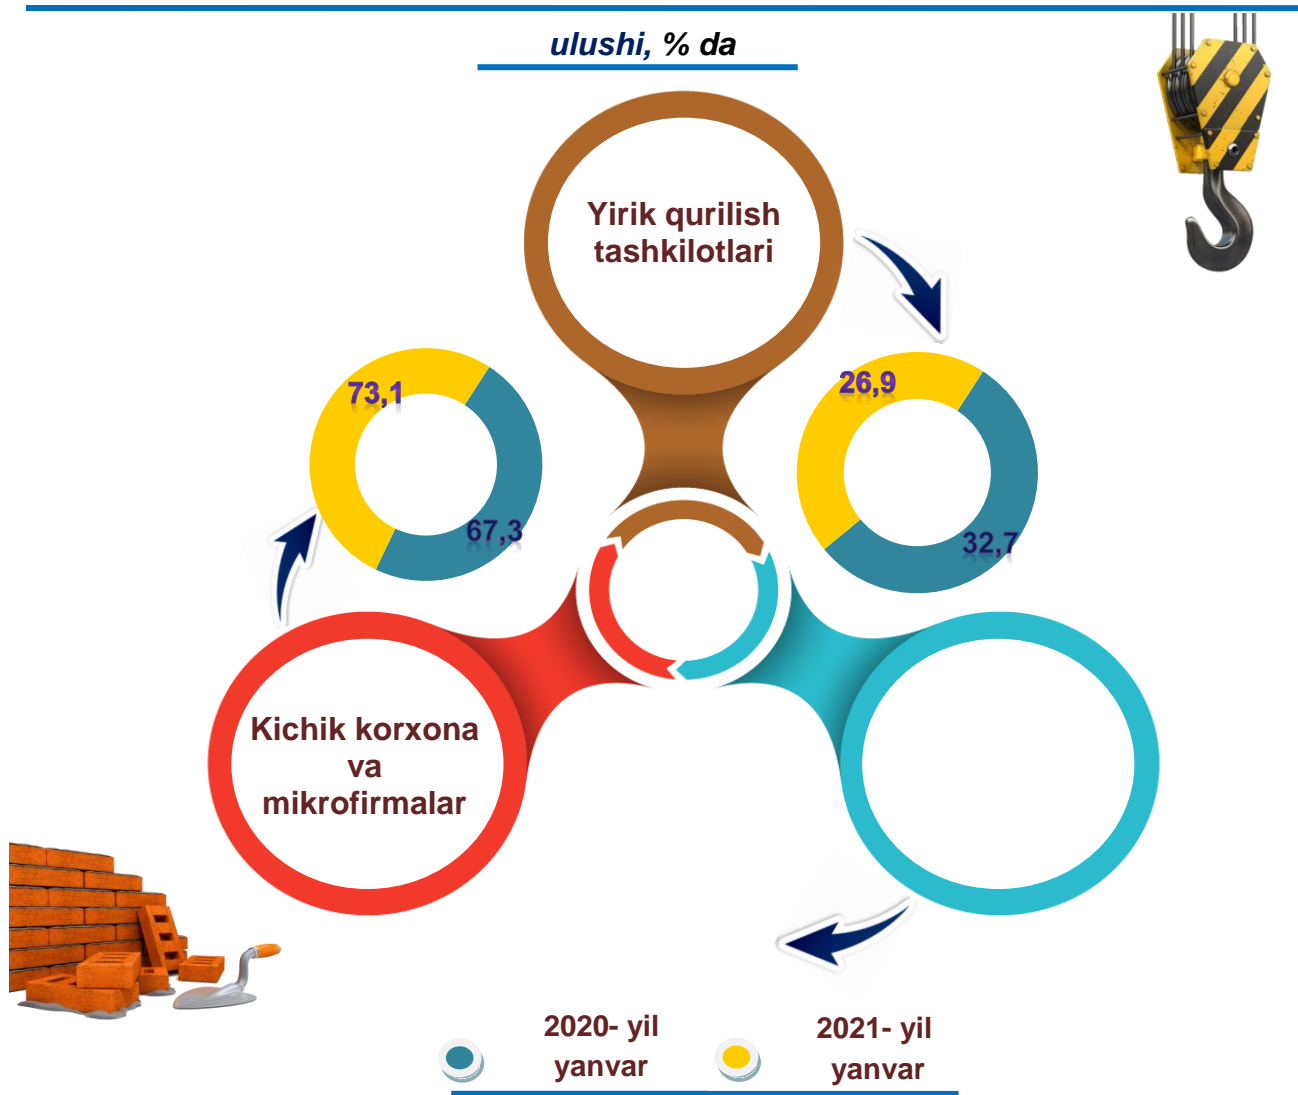 ulushi, % da
Yirik qurilish
tashkilotlari
73,1
26,9
67,3
32,7
Kichik korxona
va
mikrofirmalar
2020- yil
yanvar
2021- yil
yanvar